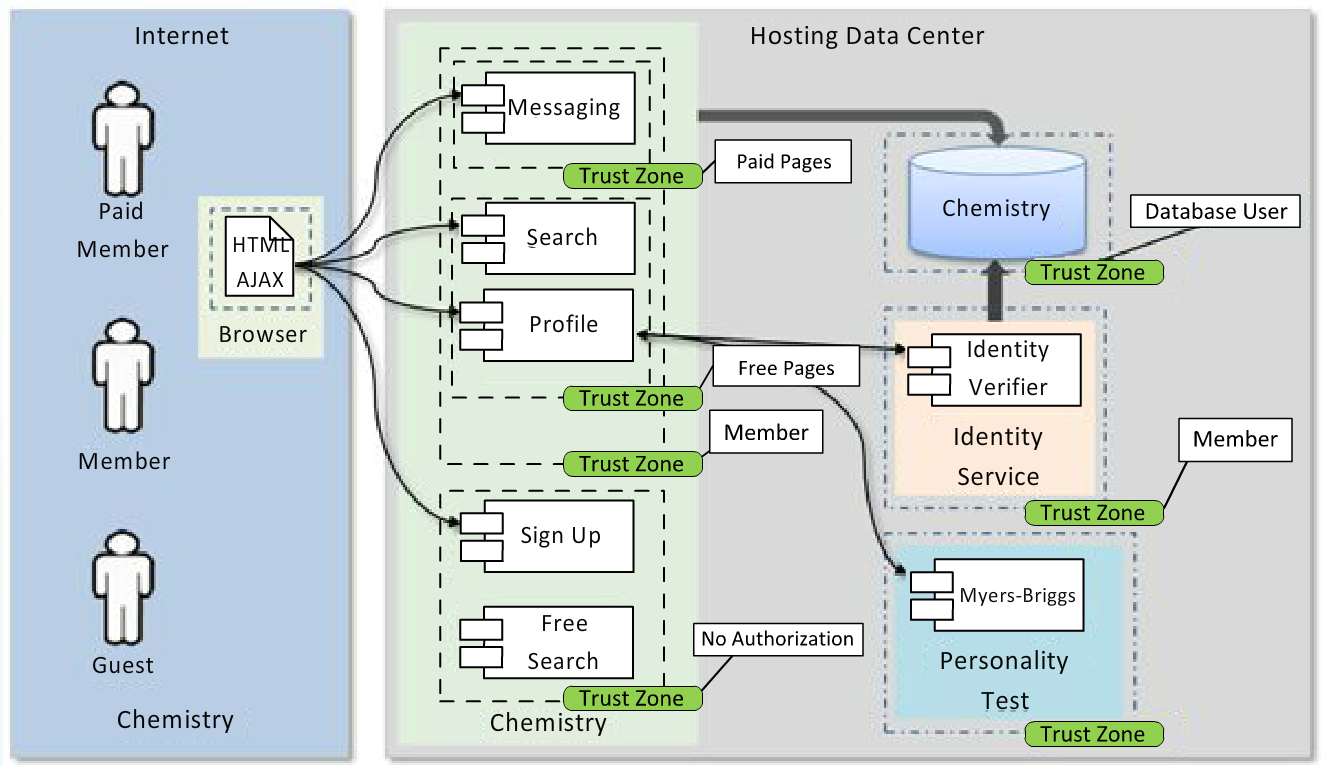 Internet
Paid
Member
HTML
AJAX
Browser
Member
Guest
Chemistry
Hosting Data Center
Messaging
Trust Zone
Paid Pages
Search
Profile
Trust Zone
Free Pages
Trust Zone
Member
Sign Up
Free
Search
Trust Zone
No Authorization
Chemistry
Chemistry
Trust Zone
Database User
Identity
Verifier
Identity
Service
Trust Zone
Member
Myers-Briggs
Personality
Test
Trust Zone